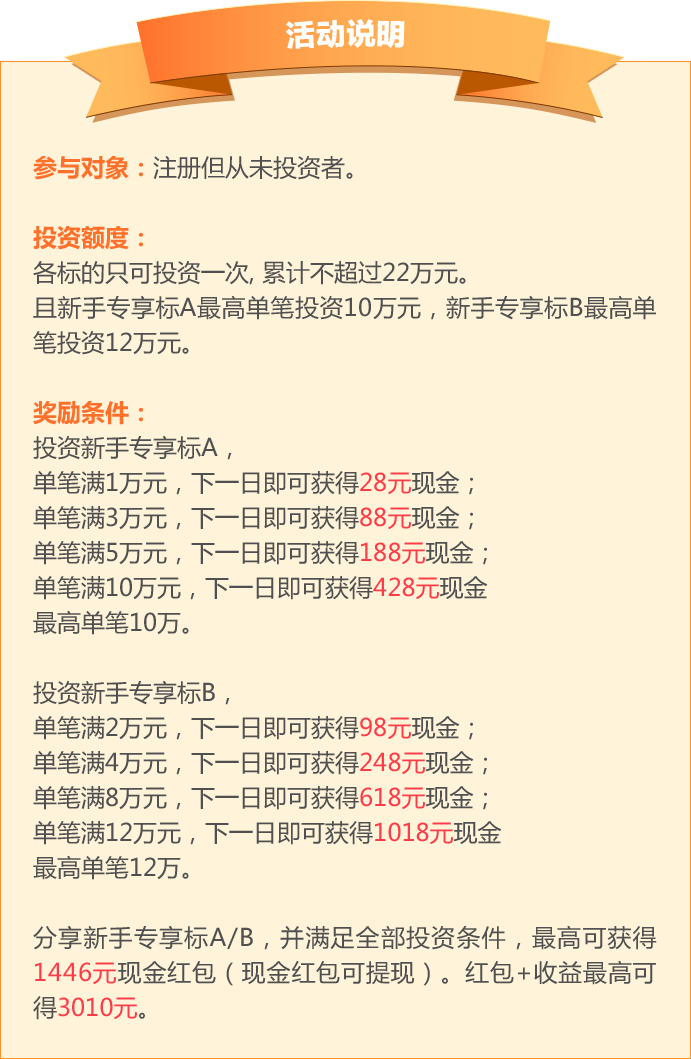 活动说明
参与对象：注册但从未投资者。
投资额度：
各标的只可投资一次, 累计不超过22万元。
且新手专享标A最高单笔投资10万元，新手专享标B最高单
笔投资12万元。
奖励条件：
投资新手专享标A，
单笔满1万元，下一日即可获得28元现金；
单笔满3万元，下一日即可获得88元现金；
单笔满5万元，下一日即可获得188元现金；
单笔满10万元，下一日即可获得428元现金
最高单笔10万。
投资新手专享标B，
单笔满2万元，下一日即可获得98元现金；
单笔满4万元，下一日即可获得248元现金；
单笔满8万元，下一日即可获得618元现金；
单笔满12万元，下一日即可获得1018元现金
最高单笔12万。
分享新手专享标A/B，并满足全部投资条件，最高可获得
1446元现金红包（现金红包可提现）。红包+收益最高可
得3010元。